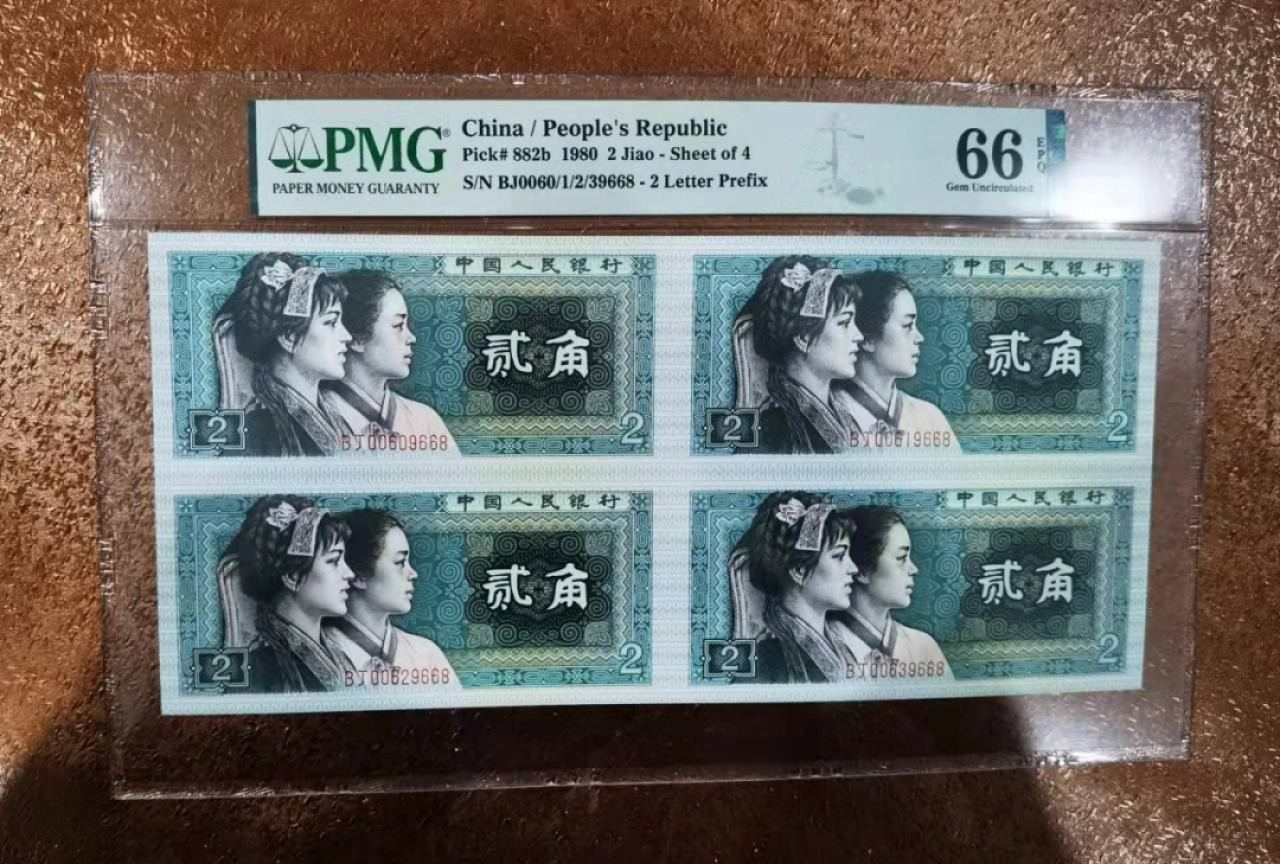 PMG®
PAPER MONEY GUARANTY
China / People's Republic
Pick# 882b 1980 2 Jiao - Sheet of 4
S/N BJ0060/1/2/39668 - 2 Letter Prefix
66
EPQ
Gem Uncirculated
中国人民银行
贰角
2
BJ00609668
2
中国人民银行
贰角
2
BJ00619668
2
中国人民银行
贰角
2
BJ00629668
2
中国人民银行
贰角
2
BJ00639668
2